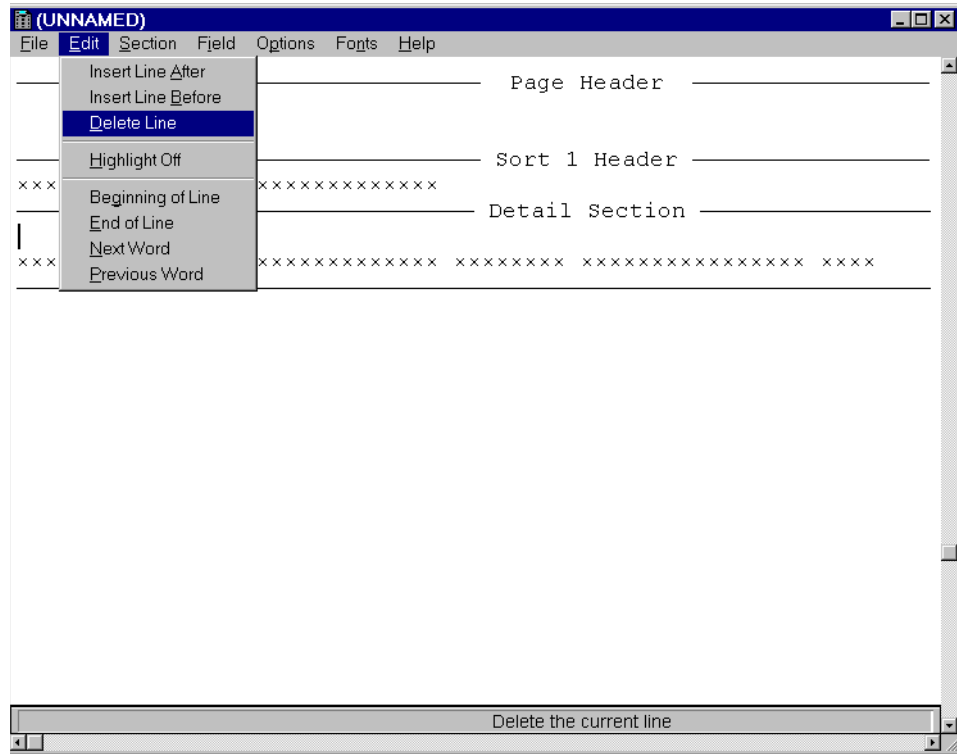 (UNNAMED)
File Edit Section Field Options Fonts Help
Insert Line After
Insert Line Before
Delete Line
Highlight Off
Beginning of Line
End of Line
Next Word
Previous Word
Page Header
Sort 1 Header
××× ×××××××××××××
Detail Section
××× ××××××××××××× ×××××××× ×××××××××××××××× ××××
Delete the current line